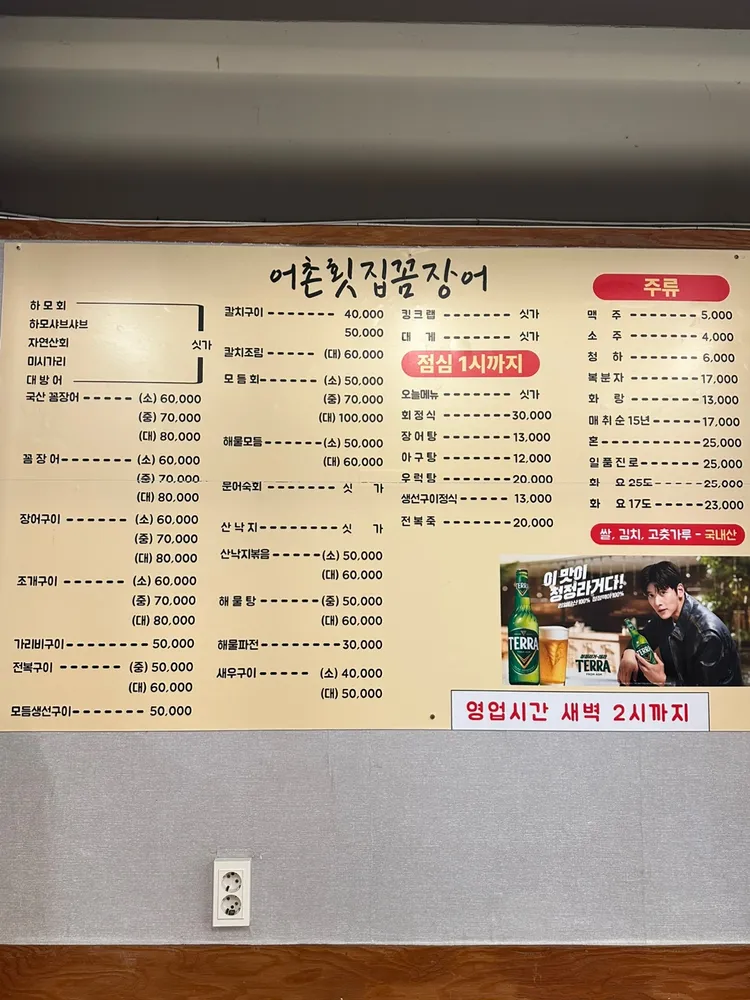 어촌횟집꼼장어
하모회
하모샤브샤브
자연산회 싯가
미시가리
대방어
국산 꼼장어 ------ (소) 60,000
(중) 70,000
(대) 80,000
꼼장어 -------- (소) 60,000
(중) 70,000
(대) 80,000
장어구이 -------- (소) 60,000
(중) 70,000
(대) 80,000
조개구이 -------- (소) 60,000
(중) 70,000
(대) 80,000
가리비구이 --------- 50,000
전복구이 -------- (중) 50,000
(대) 60,000
모듬생선구이 -------- 50,000
칼치구이 --------- 40,000
50,000
칼치조림 ------- (대) 60,000
모듬회 ------- (소) 50,000
(중) 70,000
(대) 100,000
해물모듬 ------- (소) 50,000
(대) 60,000
문어숙회 --------- 싯가
산낙지 --------- 싯가
산낙지볶음 ------ (소) 50,000
(대) 60,000
해물탕 ------- (중) 50,000
(대) 60,000
해물파전 --------- 30,000
새우구이 ------ (소) 40,000
(대) 50,000
킹크랩 -------- 싯가
대게 -------- 싯가
점심 1시까지
오늘메뉴 -------- 싯가
회정식 -------- 30,000
장어탕 -------- 13,000
아구탕 -------- 12,000
우럭탕 -------- 20,000
생선구이정식 ----- 13,000
전복죽 -------- 20,000
주류
맥주 -------- 5,000
소주 -------- 4,000
청하 -------- 6,000
복분자 -------- 17,000
화랑 -------- 13,000
매취순 15년 ------ 17,000
혼 ---------- 25,000
일품진로 ------- 25,000
화요 25도 ------ 25,000
화요 17도 ------ 23,000
쌀, 김치, 고춧가루 - 국내산
이 맛이
청정라거다!
TERRA
TERRA
영업시간 새벽 2시까지